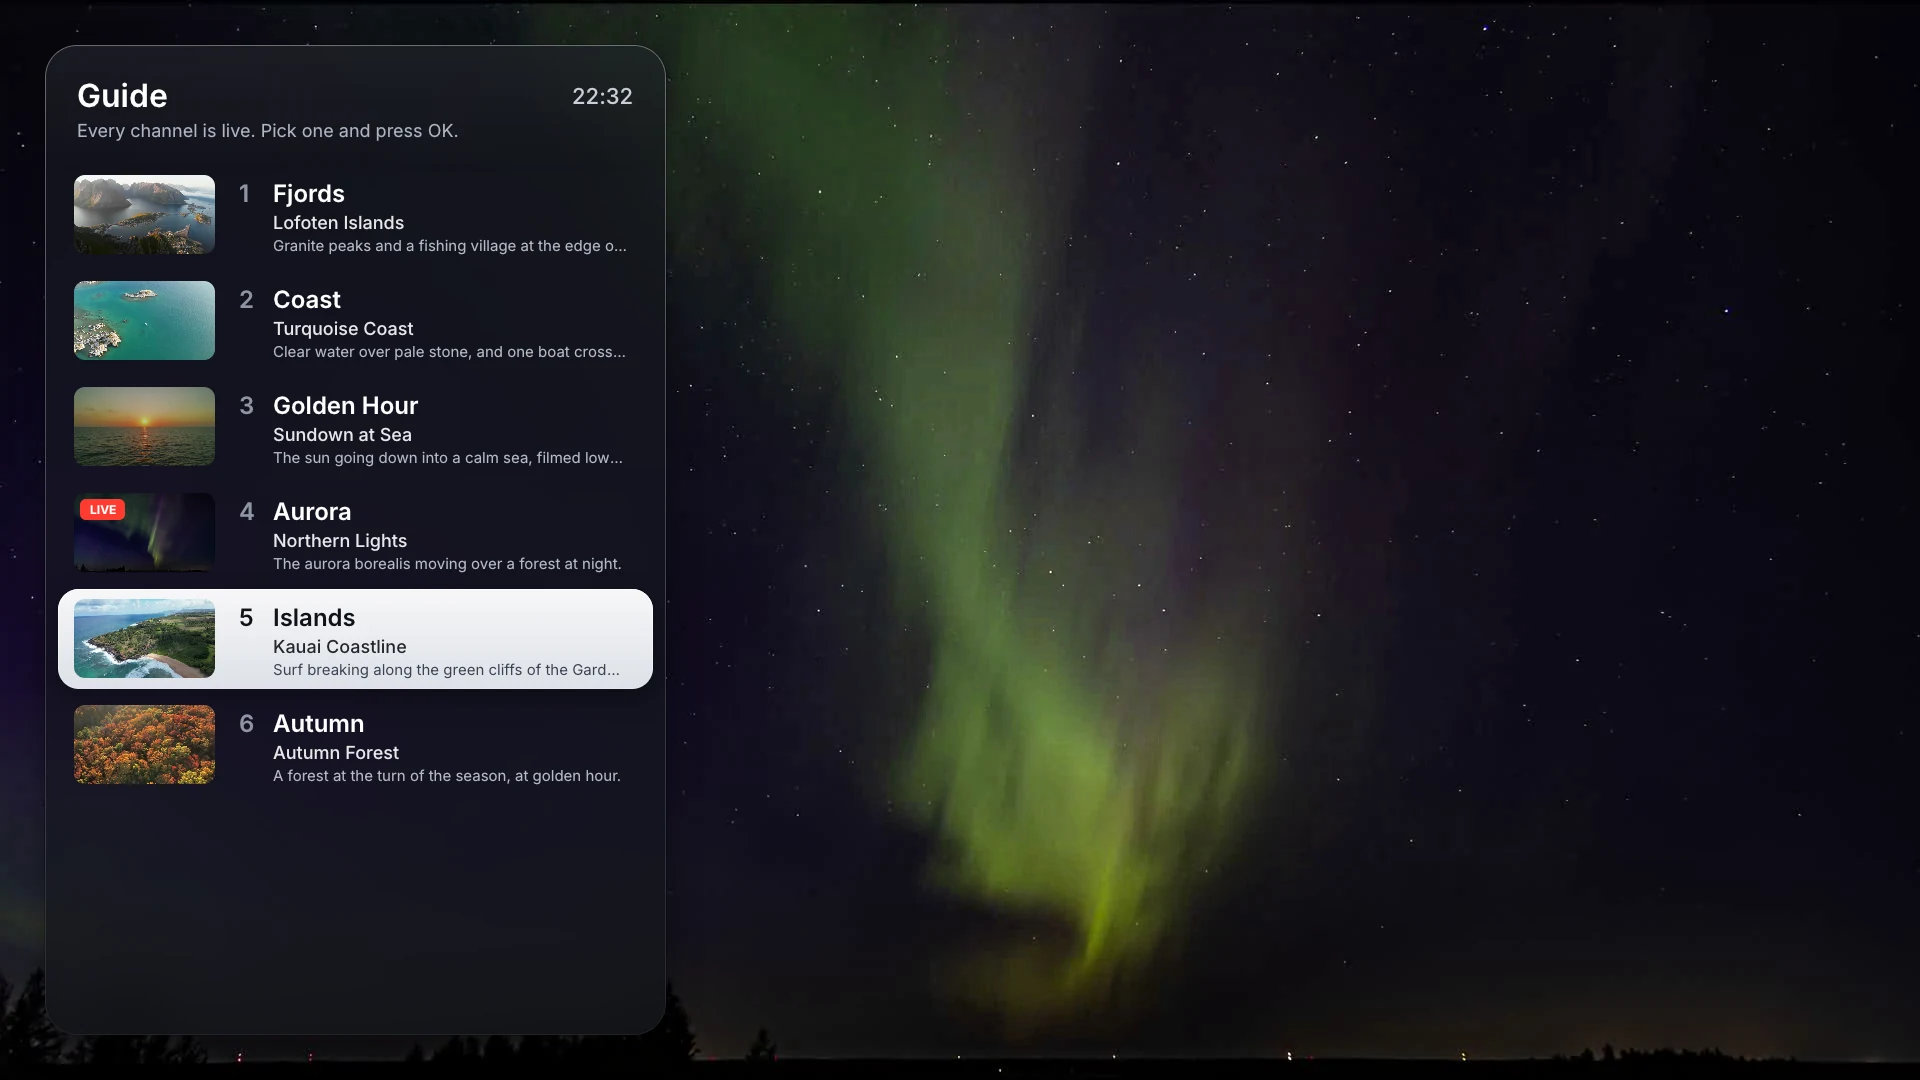 Guide
22:32
Every channel is live. Pick one and press OK.
1 Fjords
Lofoten Islands
Granite peaks and a fishing village at the edge o...
2 Coast
Turquoise Coast
Clear water over pale stone, and one boat cross...
3 Golden Hour
Sundown at Sea
The sun going down into a calm sea, filmed low...
LIVE
4 Aurora
Northern Lights
The aurora borealis moving over a forest at night.
5 Islands
Kauai Coastline
Surf breaking along the green cliffs of the Gard...
6 Autumn
Autumn Forest
A forest at the turn of the season, at golden hour.